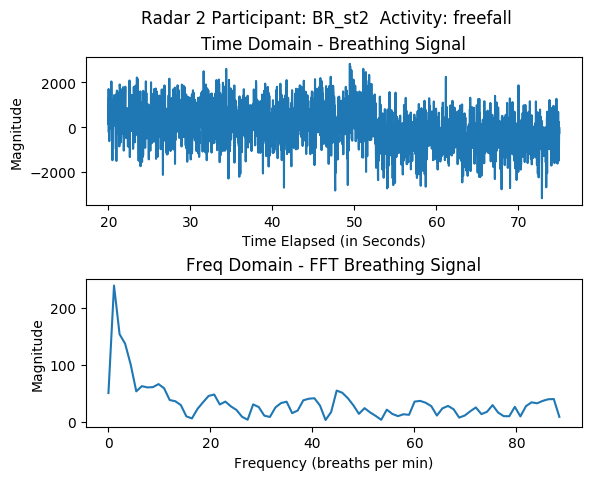 Radar 2 Participant: BR_st2  Activity: freefall
Time Domain - Breathing Signal
Magnitude
2000
0
−2000
20 30 40 50 60 70
Time Elapsed (in Seconds)
Freq Domain - FFT Breathing Signal
Magnitude
200
100
0
0 20 40 60 80
Frequency (breaths per min)